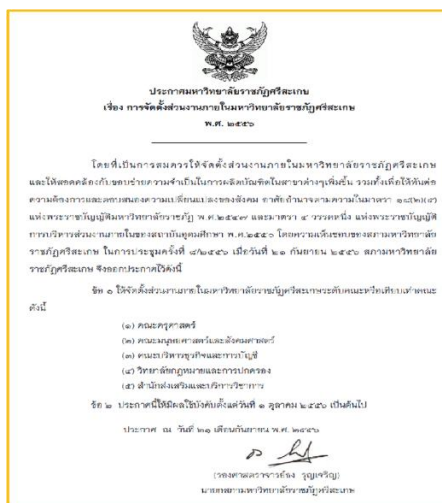 ประกาศมหาวิทยาลัยราชภัฏศรีสะเกษ
เรื่อง การจัดตั้งส่วนงานภายในมหาวิทยาลัยราชภัฏศรีสะเกษ
พ.ศ. ๒๕๕๖
โดยที่เป็นการสมควรให้จัดตั้งส่วนงานภายในมหาวิทยาลัยราชภัฏศรีสะเกษ
และให้สอดคล้องกับขอบข่ายความจำเป็นในการผลิตบัณฑิตในสาขาต่างๆเพิ่มขึ้น รวมทั้งเพื่อให้ทันต่อ
ความต้องการและตอบสนองความเปลี่ยนแปลงของสังคม อาศัยอำนาจตามความในมาตรา ๑๘(๒)(๔)
แห่งพระราชบัญญัติมหาวิทยาลัยราชภัฏ พ.ศ.๒๕๔๗ และมาตรา ๔ วรรคหนึ่ง แห่งพระราชบัญญัติ
การบริหารส่วนงานภายในของสถาบันอุดมศึกษา พ.ศ.๒๕๕๐ โดยความเห็นชอบของสภามหาวิทยาลัย
ราชภัฏศรีสะเกษ ในการประชุมครั้งที่ ๘/๒๕๕๖ เมื่อวันที่ ๒๑ กันยายน ๒๕๕๖ สภามหาวิทยาลัย
ราชภัฏศรีสะเกษ จึงออกประกาศไว้ดังนี้
ข้อ ๑ ให้จัดตั้งส่วนงานภายในมหาวิทยาลัยราชภัฏศรีสะเกษระดับคณะหรือเทียบเท่าคณะ
ดังนี้
(๑) คณะครุศาสตร์
(๒) คณะมนุษยศาสตร์และสังคมศาสตร์
(๓) คณะบริหารธุรกิจและการบัญชี
(๔) วิทยาลัยกฎหมายและการปกครอง
(๕) สำนักส่งเสริมและบริการวิชาการ
ข้อ ๒ ประกาศนี้ให้มีผลใช้บังคับตั้งแต่วันที่ ๑ ตุลาคม ๒๕๕๖ เป็นต้นไป
ประกาศ ณ วันที่ ๒๑ เดือนกันยายน พ.ศ. ๒๕๕๖
(รองศาสตราจารย์จอง บุญเจริญ)
นายกสภามหาวิทยาลัยราชภัฏศรีสะเกษ